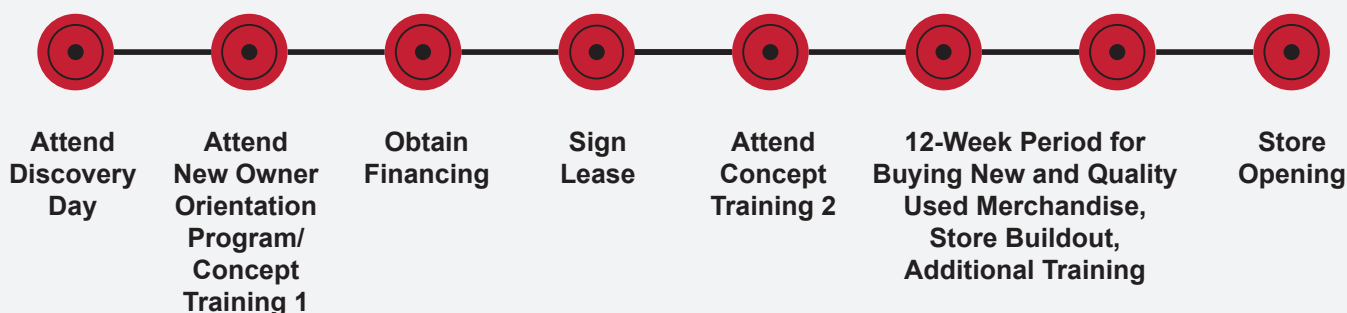 Attend
Discovery
Day
Attend
New Owner
Orientation
Program/
Concept
Training 1
Obtain
Financing
Sign
Lease
Attend
Concept
Training 2
12-Week Period for
Buying New and Quality
Used Merchandise,
Store Buildout,
Additional Training
Store
Opening